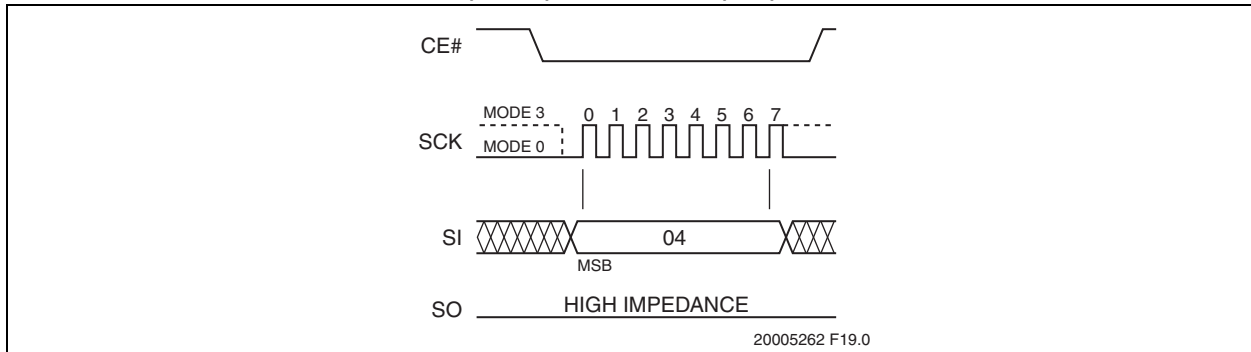 CE#
MODE 3 0 1 2 3 4 5 6 7
SCK MODE 0
SI 04
MSB
SO HIGH IMPEDANCE
20005262 F19.0